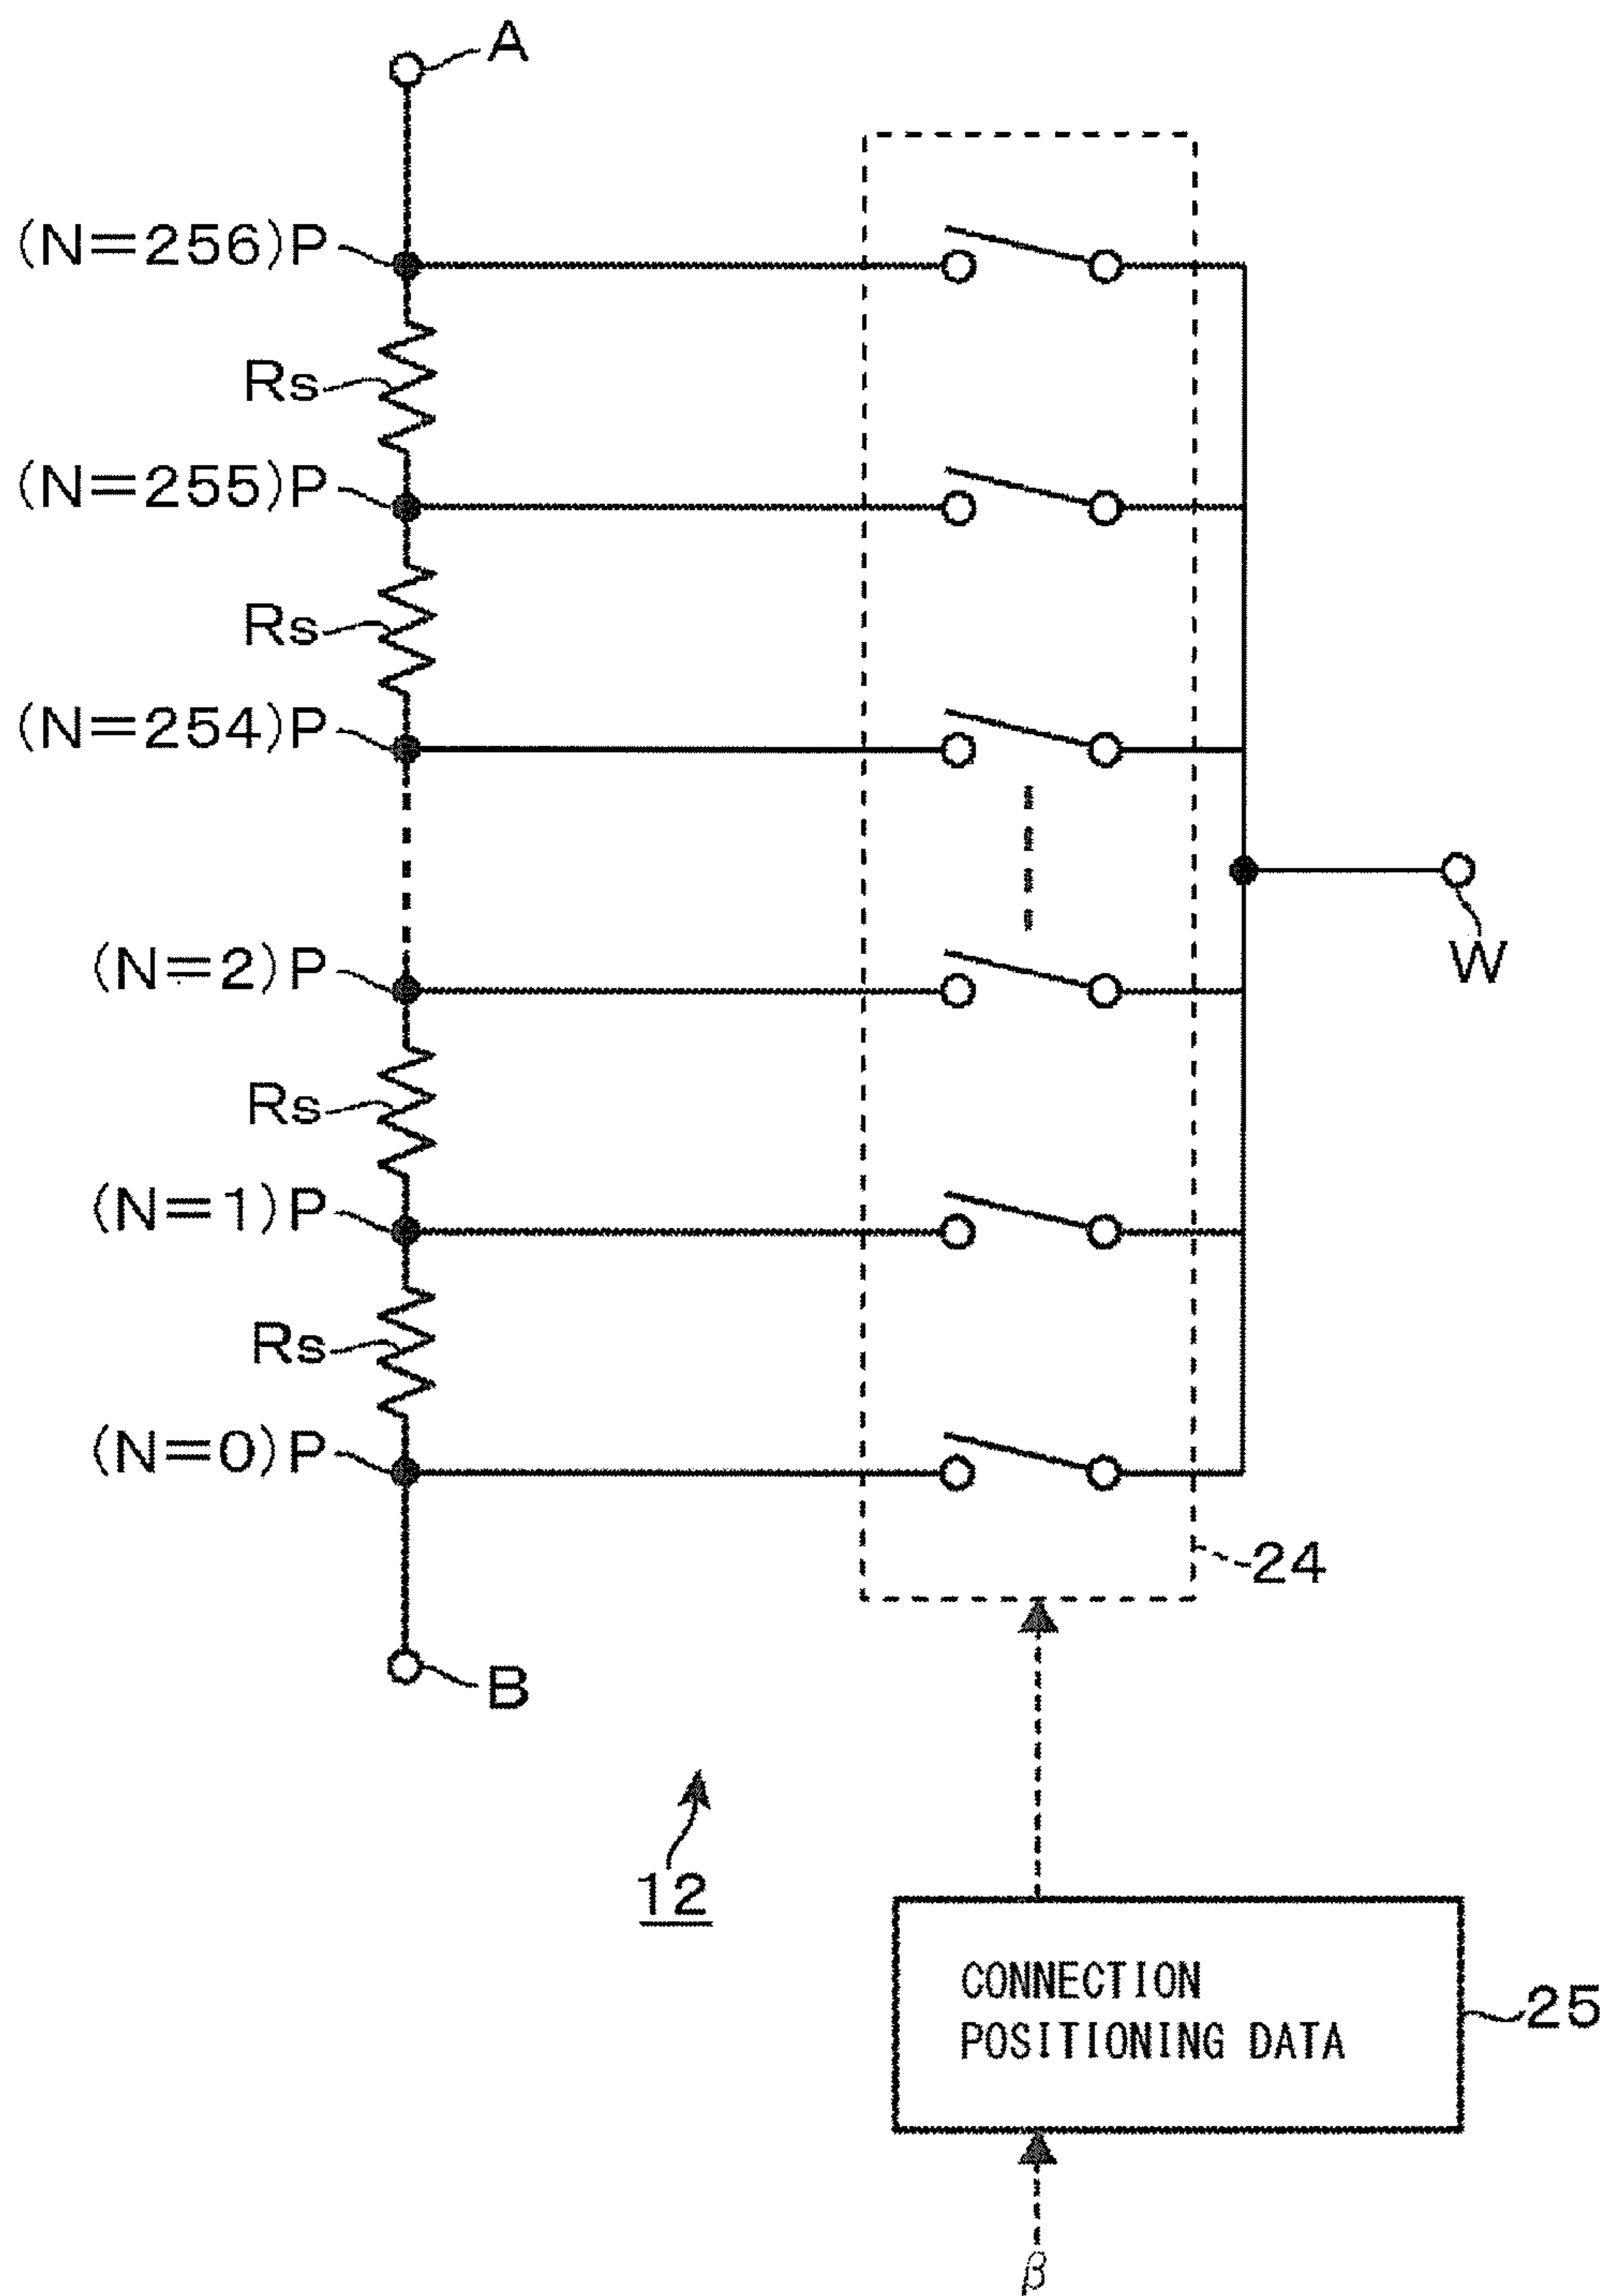 A
(N=256)P
Rs
(N=255)P
Rs
(N=254)P
W
(N=2)P
Rs
(N=1)P
Rs
(N=0)P
24
B
12
CONNECTION
POSITIONING DATA
25
β